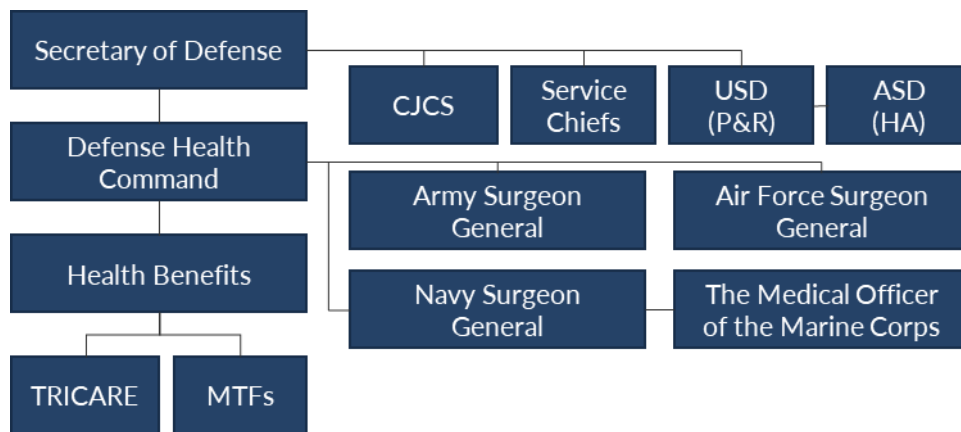 Secretary of Defense
CJCS
Service
Chiefs
USD
(P&R)
ASD
(HA)
Defense Health
Command
Army Surgeon
General
Air Force Surgeon
General
Health Benefits
Navy Surgeon
General
The Medical Officer
of the Marine Corps
TRICARE
MTFs